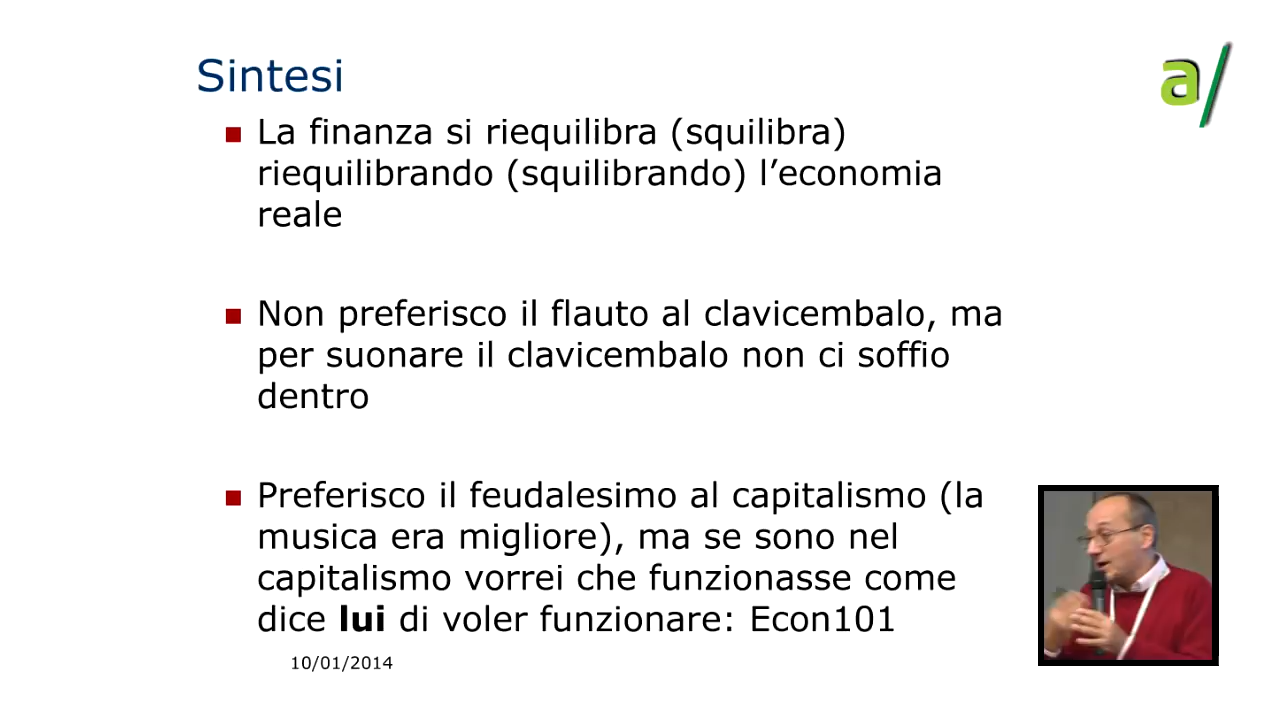 Sintesi
a/
La finanza si riequilibra (squilibra)
riequilibrando (squilibrando) l’economia
reale
Non preferisco il flauto al clavicembalo, ma
per suonare il clavicembalo non ci soffio
dentro
Preferisco il feudalesimo al capitalismo (la
musica era migliore), ma se sono nel
capitalismo vorrei che funzionasse come
dice lui di voler funzionare: Econ101
10/01/2014